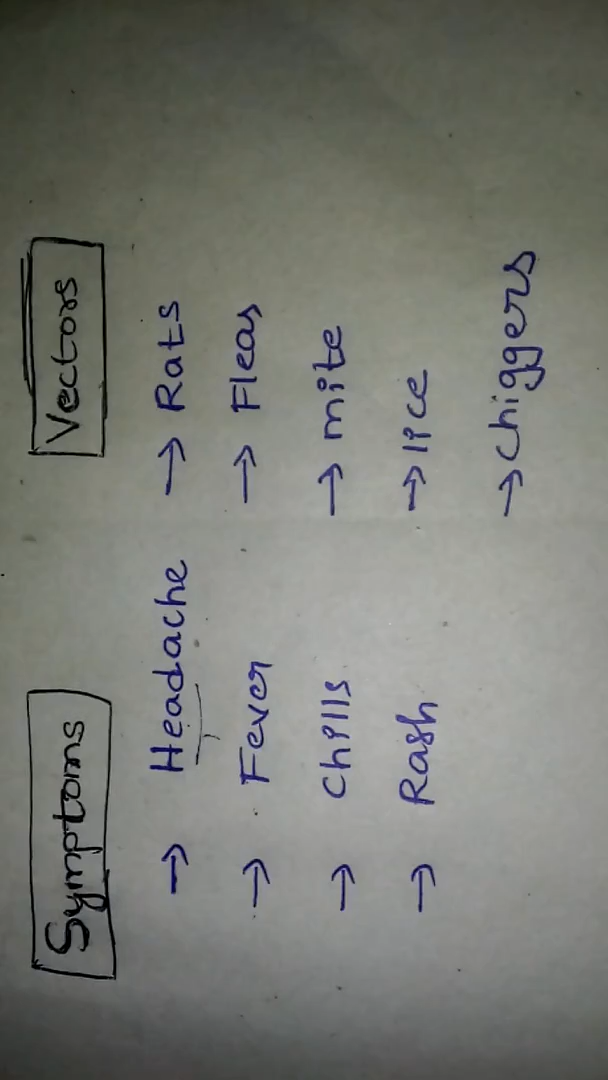 Symptoms
→ Headache
→ Fever
→ Chills
→ Rash
Vectors
→ Rats
→ Fleas
→ mite
→ lice
→ chiggers